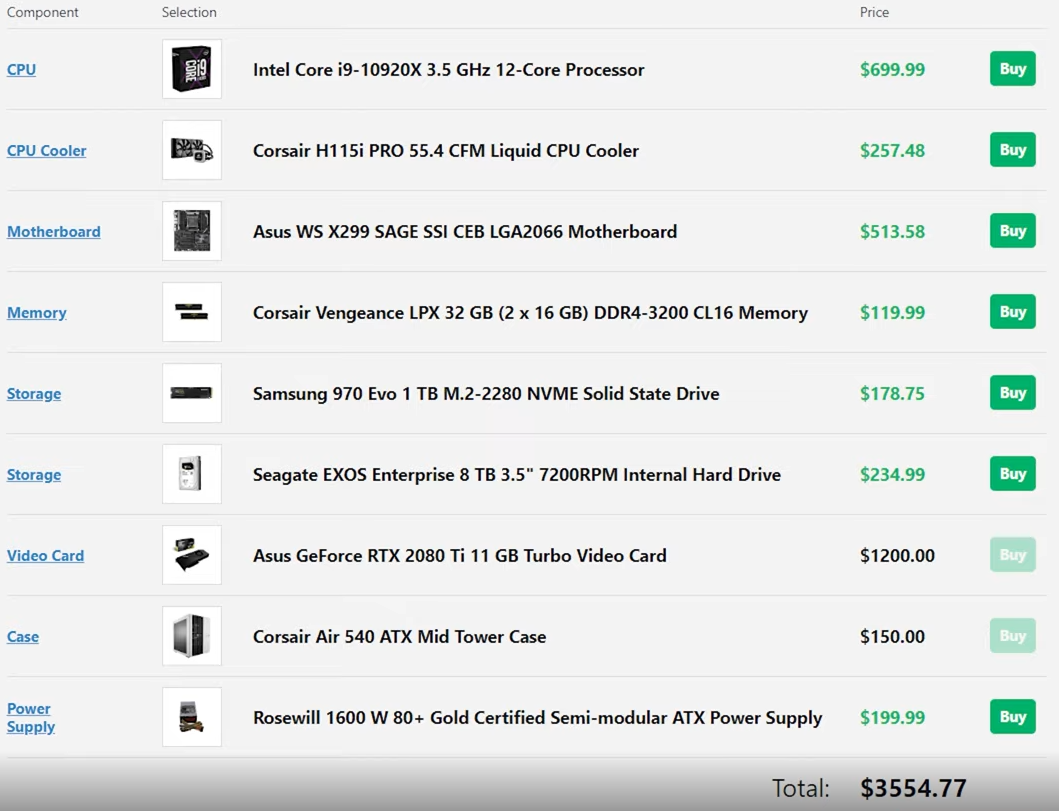 Component Selection Price
CPU Intel Core i9-10920X 3.5 GHz 12-Core Processor $699.99 Buy
CPU Cooler Corsair H115i PRO 55.4 CFM Liquid CPU Cooler $257.48 Buy
Motherboard Asus WS X299 SAGE SSI CEB LGA2066 Motherboard $513.58 Buy
Memory Corsair Vengeance LPX 32 GB (2 x 16 GB) DDR4-3200 CL16 Memory $119.99 Buy
Storage Samsung 970 Evo 1 TB M.2-2280 NVME Solid State Drive $178.75 Buy
Storage Seagate EXOS Enterprise 8 TB 3.5" 7200RPM Internal Hard Drive $234.99 Buy
Video Card Asus GeForce RTX 2080 Ti 11 GB Turbo Video Card $1200.00 Buy
Case Corsair Air 540 ATX Mid Tower Case $150.00 Buy
Power
Supply Rosewill 1600 W 80+ Gold Certified Semi-modular ATX Power Supply $199.99 Buy
Total: $3554.77